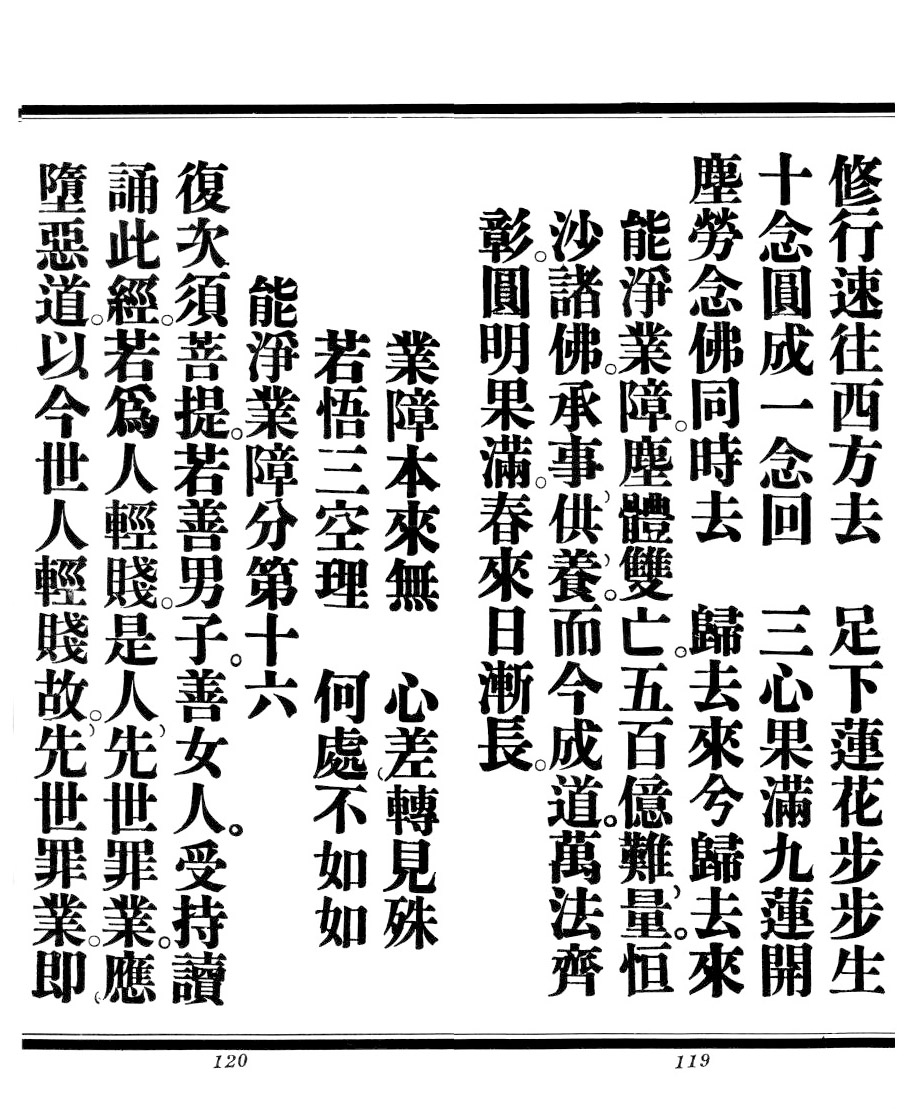 修行速往西方去　足下蓮花步步生
十念圓成一念回　三心果滿九蓮開
塵勞念佛同時去　歸去來兮歸去來
能淨業障。塵體雙亡。五百億難量、。恒
沙諸佛。承事、供養、。而今成道。萬法齊
彰。圓明果滿。春來日漸長。
119
業障本來無　心差轉見殊
若悟三空理　何處、不如如
能淨業障分第十六
復次須菩提。若善男子。善女人。受持讀
誦此經。若爲人輕賤。是人、先世罪業。應
墮惡道。以今世人輕賤故。、先世罪業。即、
120